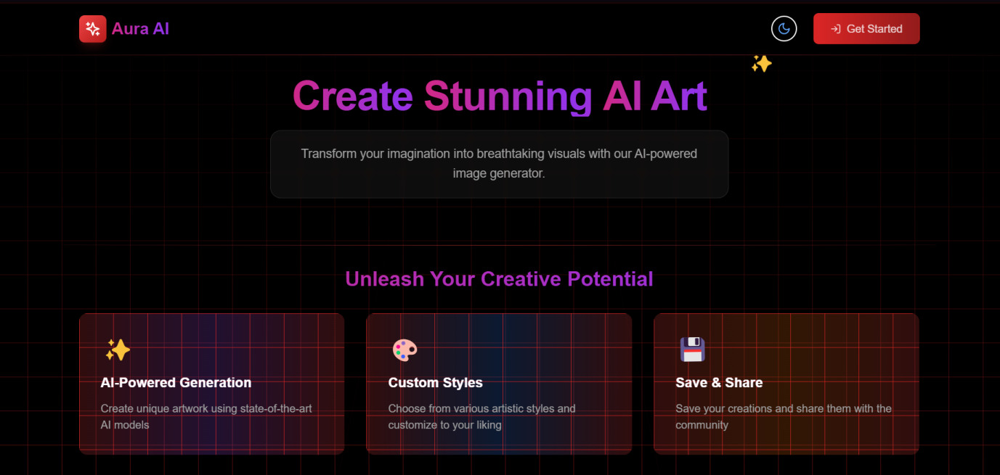 Aura AI
Get Started
Create Stunning AI Art
Transform your imagination into breathtaking visuals with our AI-powered
image generator.
Unleash Your Creative Potential
AI-Powered Generation
Create unique artwork using state-of-the-art
AI models
Custom Styles
Choose from various artistic styles and
customize to your liking
Save & Share
Save your creations and share them with the
community